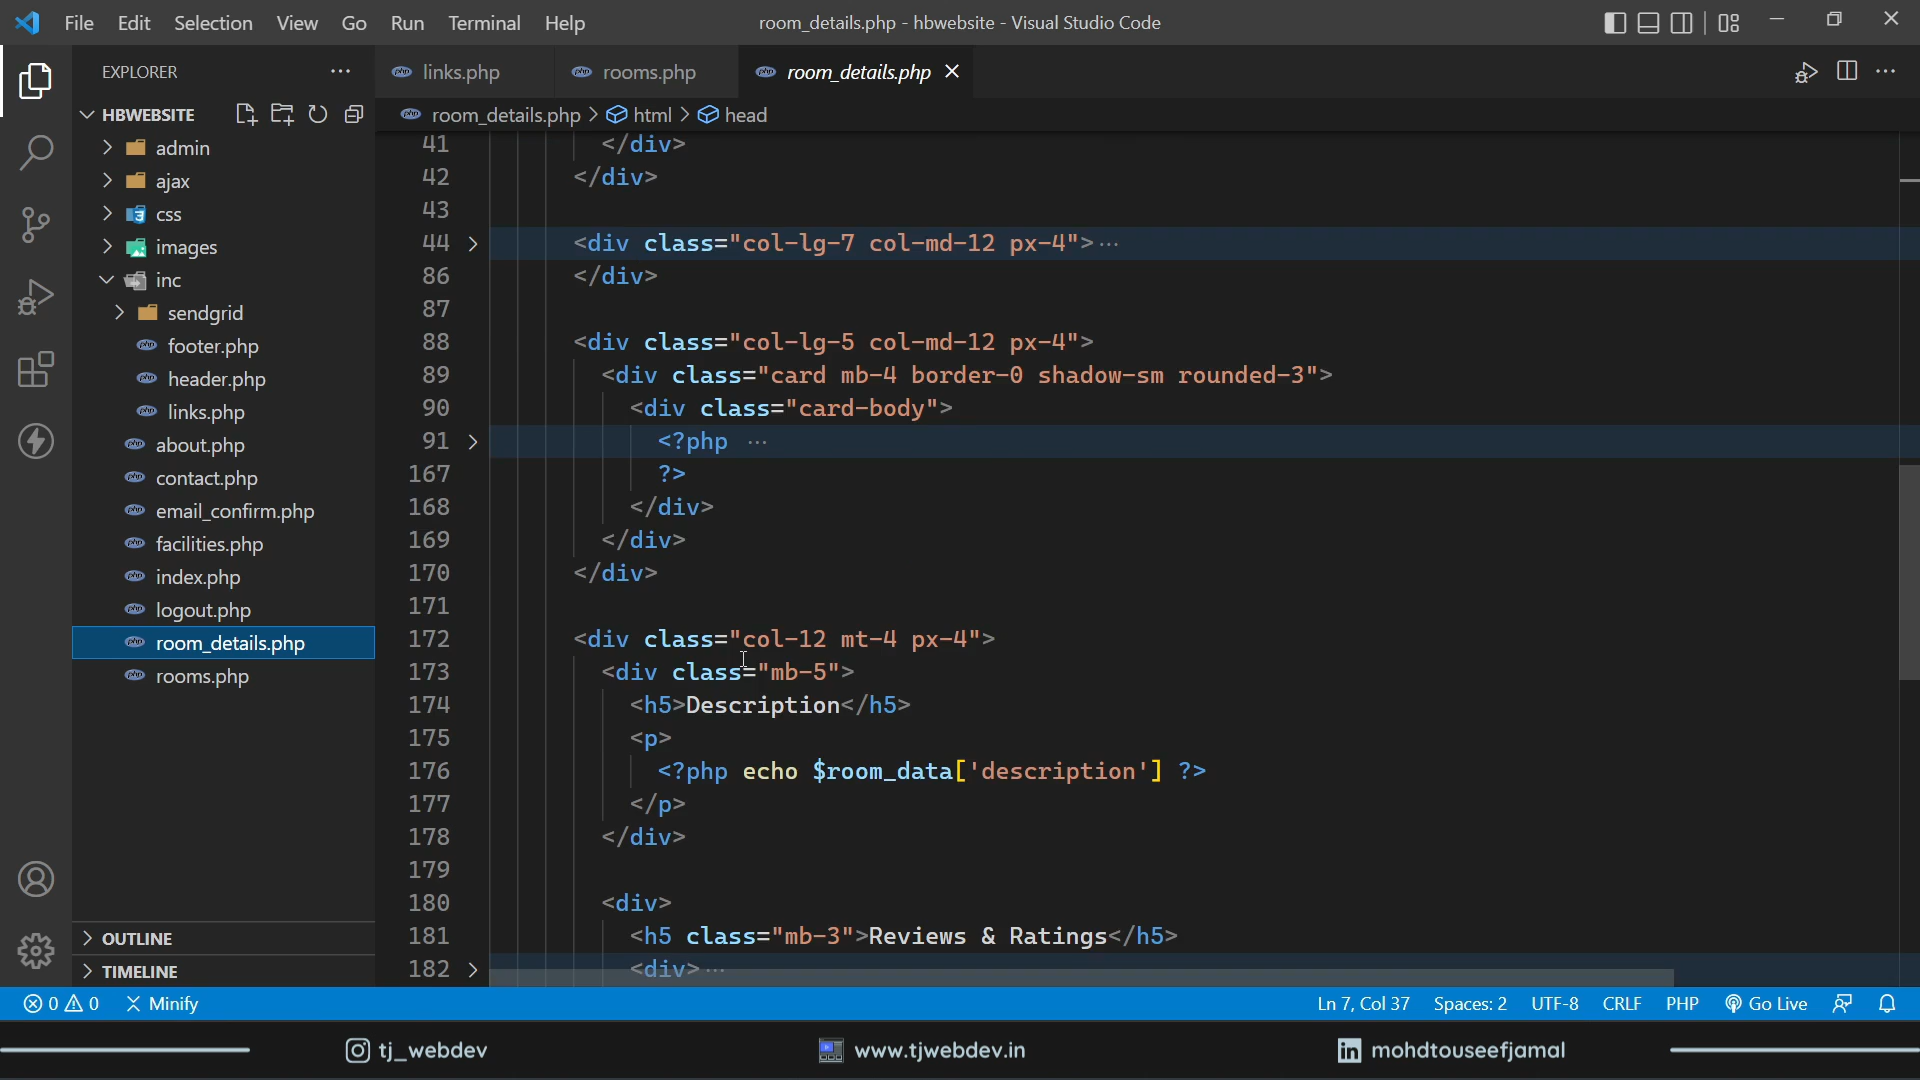 File Edit Selection View Go Run Terminal Help
room_details.php - hbwebsite - Visual Studio Code
EXPLORER
HBWEBSITE
admin
ajax
css
images
inc
sendgrid
footer.php
header.php
links.php
about.php
contact.php
email_confirm.php
facilities.php
index.php
logout.php
room_details.php
rooms.php
OUTLINE
TIMELINE
links.php rooms.php room_details.php
room_details.php > html > head
41 </div>
42 </div>
43
44 <div class="col-lg-7 col-md-12 px-4">…
86 </div>
87
88 <div class="col-lg-5 col-md-12 px-4">
89 <div class="card mb-4 border-0 shadow-sm rounded-3">
90 <div class="card-body">
91 <?php …
167 ?>
168 </div>
169 </div>
170 </div>
171
172 <div class="col-12 mt-4 px-4">
173 <div class="mb-5">
174 <h5>Description</h5>
175 <p>
176 <?php echo $room_data['description'] ?>
177 </p>
178 </div>
179
180 <div>
181 <h5 class="mb-3">Reviews & Ratings</h5>
182 <div>…
0 0 Minify
Ln 7, Col 37 Spaces: 2 UTF-8 CRLF PHP Go Live
tj_webdev
www.tjwebdev.in
mohdtouseefjamal